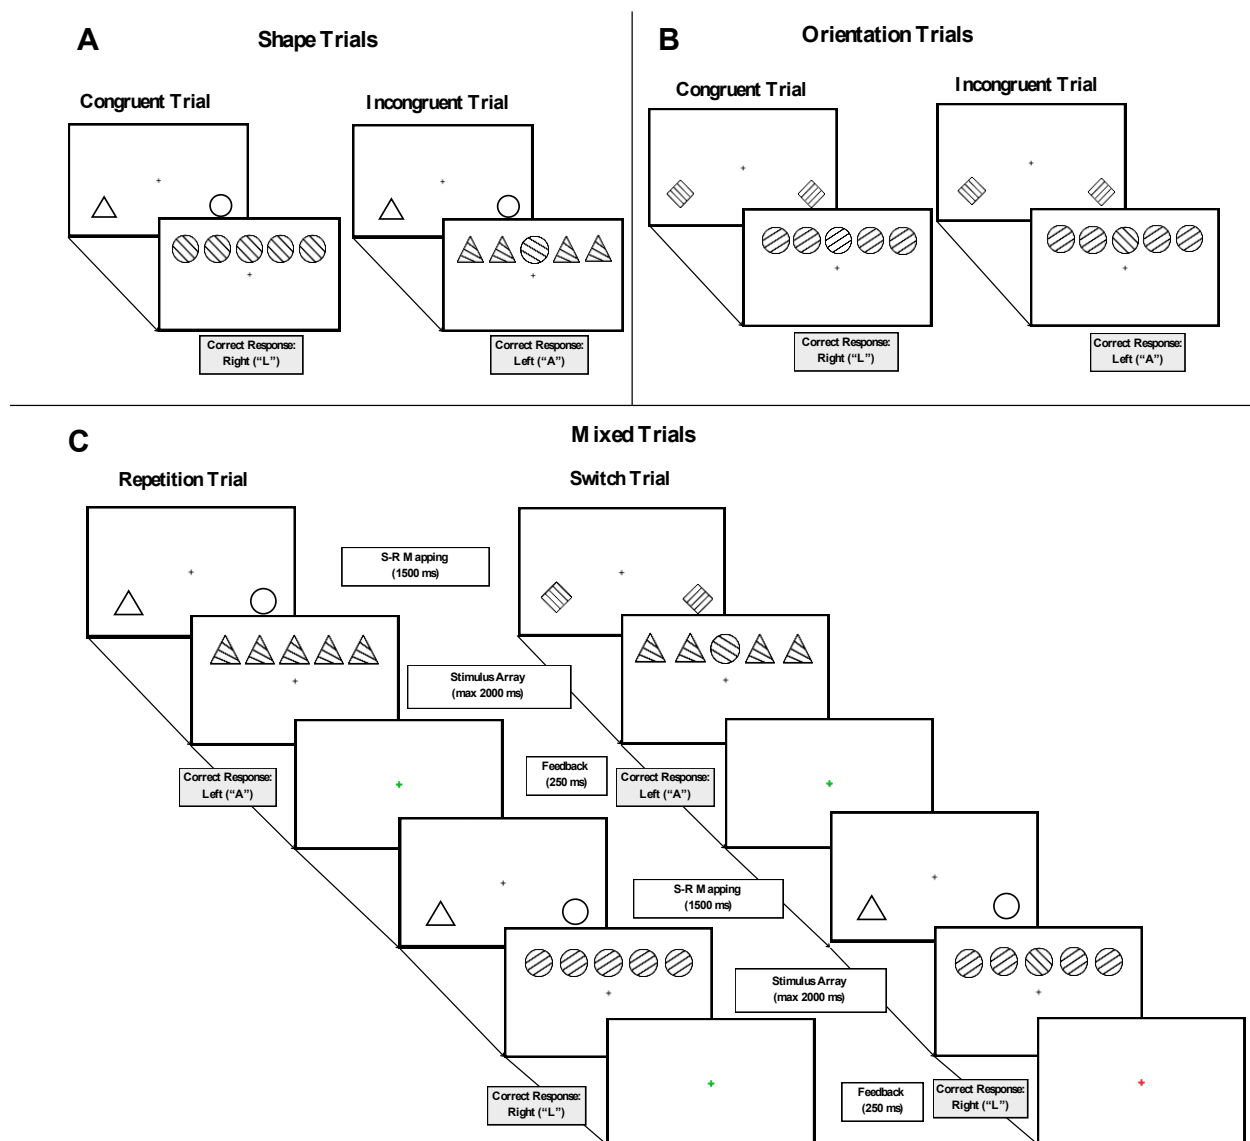 A
Shape Trials
Congruent Trial
Incongruent Trial
Correct Response:
Right (“L”)
Correct Response:
Left (“A”)
B
Orientation Trials
Congruent Trial
Incongruent Trial
Correct Response:
Right (“L”)
Correct Response:
Left (“A”)
C
Mixed Trials
Repetition Trial
Switch Trial
S-R Mapping
(1500 ms)
Stimulus Array
(max 2000 ms)
Correct Response:
Left (“A”)
Feedback
(250 ms)
Correct Response:
Left (“A”)
S-R Mapping
(1500 ms)
Stimulus Array
(max 2000 ms)
Correct Response:
Right (“L”)
Feedback
(250 ms)
Correct Response:
Right (“L”)